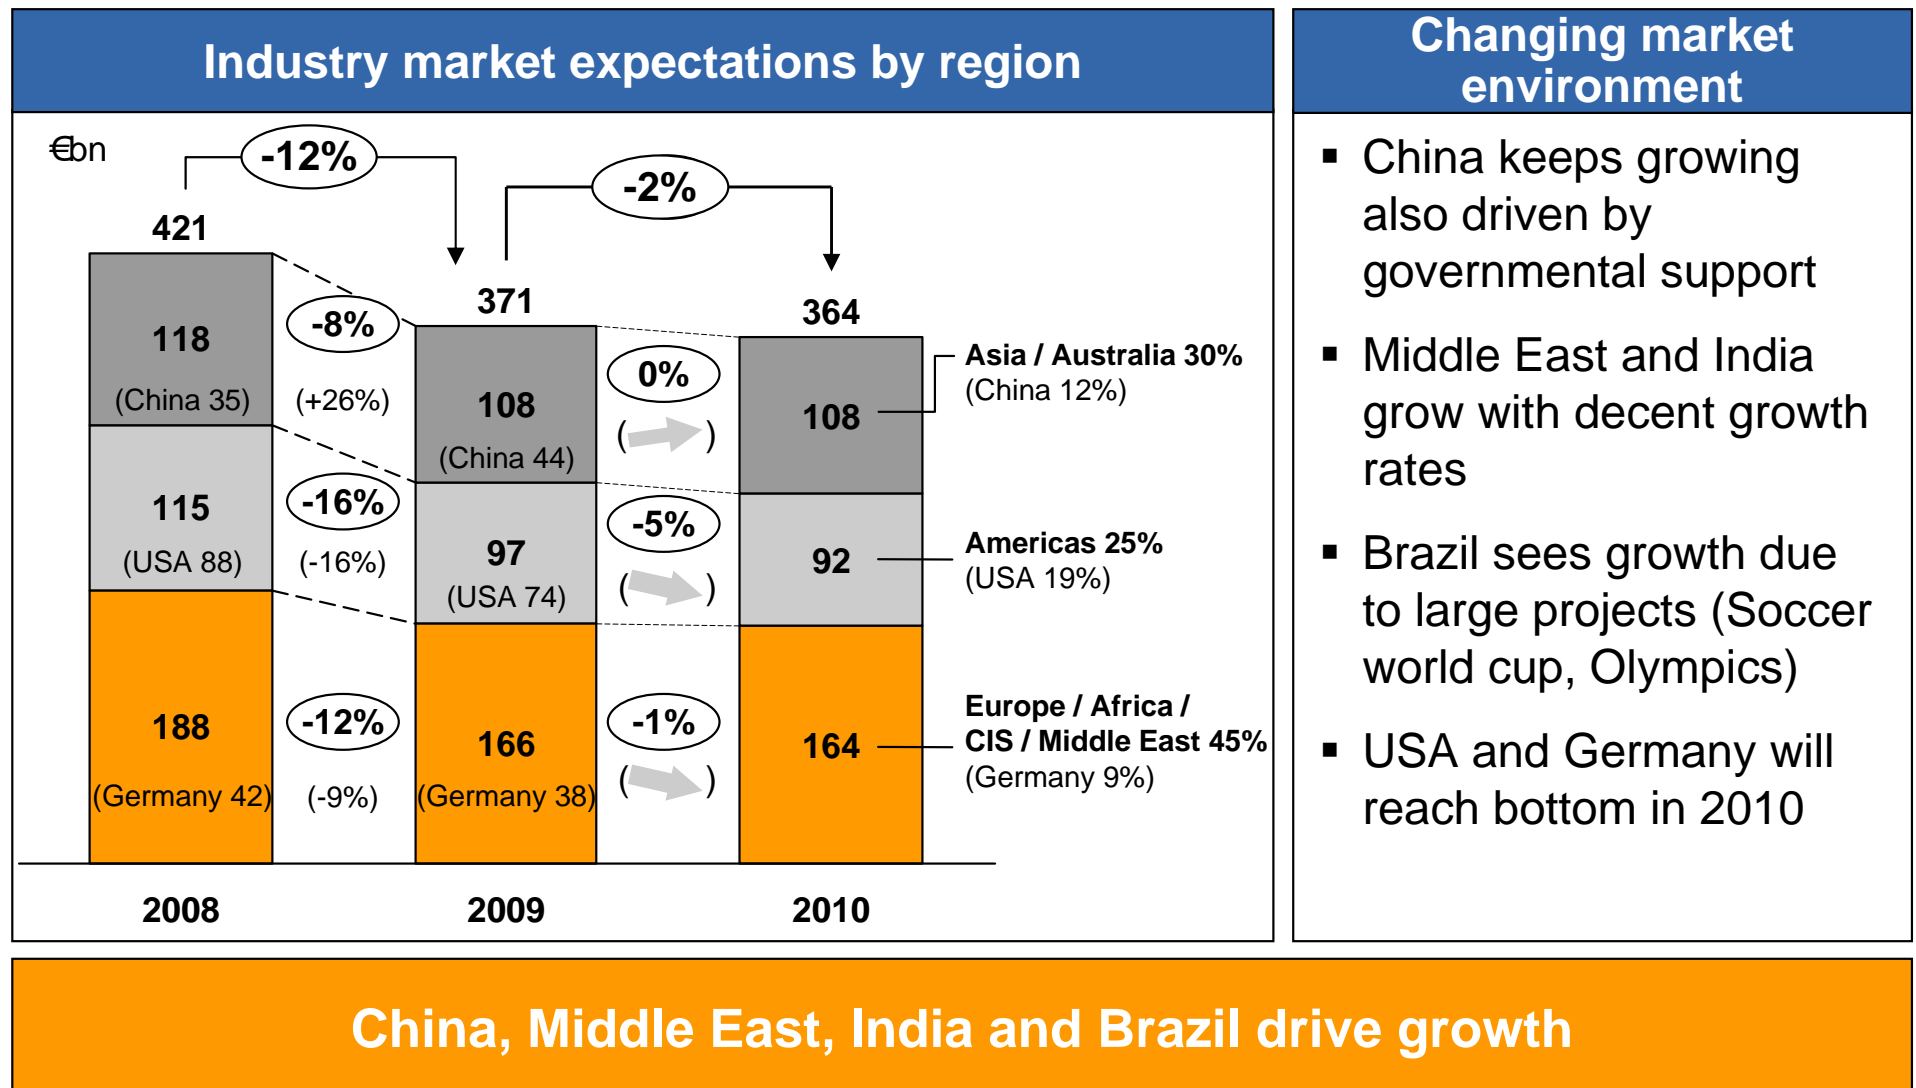 Industry market expectations by region
€bn
-12%
-2%
421
371
364
118
(China 35)
-8%
(+26%)
108
(China 44)
0%
( )
108
Asia / Australia 30%
(China 12%)
115
(USA 88)
-16%
(-16%)
97
(USA 74)
-5%
( )
92
Americas 25%
(USA 19%)
188
(Germany 42)
-12%
(-9%)
166
(Germany 38)
-1%
( )
164
Europe / Africa /
CIS / Middle East 45%
(Germany 9%)
2008
2009
2010
Changing market
environment
▪ China keeps growing
also driven by
governmental support
▪ Middle East and India
grow with decent growth
rates
▪ Brazil sees growth due
to large projects (Soccer
world cup, Olympics)
▪ USA and Germany will
reach bottom in 2010
China, Middle East, India and Brazil drive growth